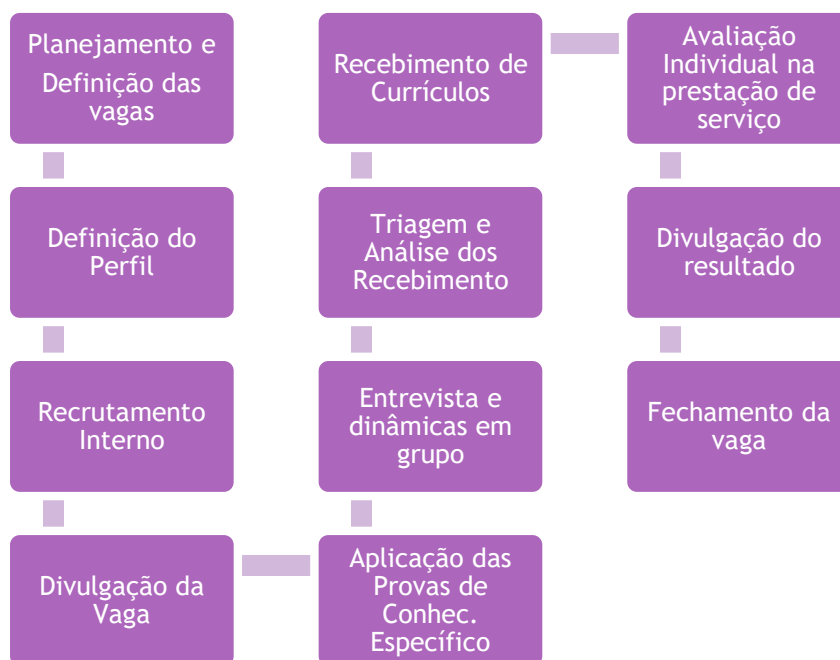 Planejamento e
Definição das
vagas
Definição do
Perfil
Recrutamento
Interno
Divulgação da
Vaga
Aplicação das
Provas de
Conhec.
Específico
Entrevista e
dinâmicas em
grupo
Triagem e
Análise dos
Recebimento
Recebimento de
Currículos
Avaliação
Individual na
prestação de
serviço
Divulgação do
resultado
Fechamento da
vaga